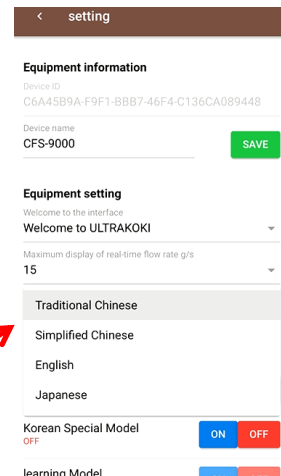 setting
Equipment information
Device ID
C6A45B9A-F9F1-BBB7-46F4-C136CA089448
Device name
CFS-9000
SAVE
Equipment setting
Welcome to the interface
Welcome to ULTRAKOKI
Maximum display of real-time flow rate g/s
15
Traditional Chinese
Simplified Chinese
English
Japanese
Korean Special Model
OFF
ON OFF
learning Model